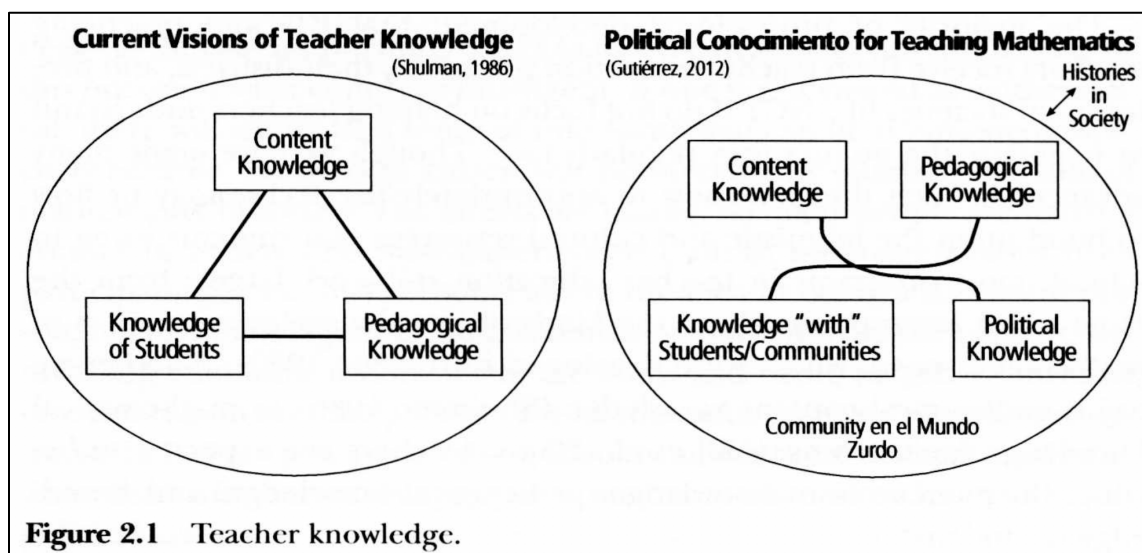 Current Visions of Teacher Knowledge
(Shulman, 1986)
Content
Knowledge
Knowledge
of Students
Pedagogical
Knowledge
Political Conocimiento for Teaching Mathematics
(Gutiérrez, 2012)
Histories
in
Society
Content
Knowledge
Pedagogical
Knowledge
Knowledge "with"
Students/Communities
Political
Knowledge
Community en el Mundo
Zurdo
Figure 2.1 Teacher knowledge.